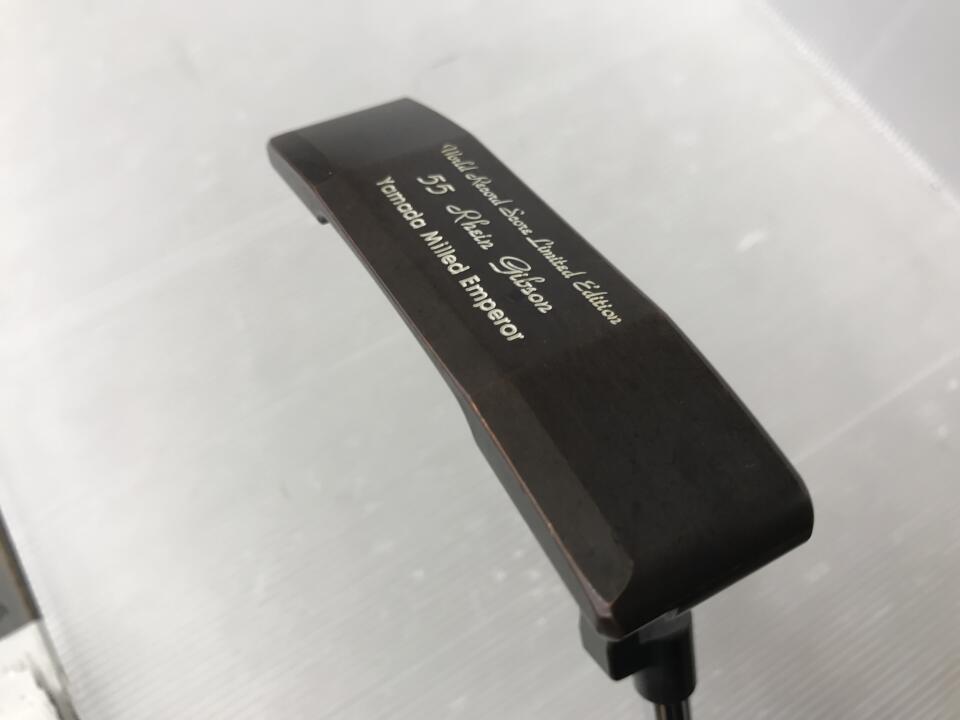 World Record Score Limited Edition
55 Rhein Gibson
Yamada Milled Emperor